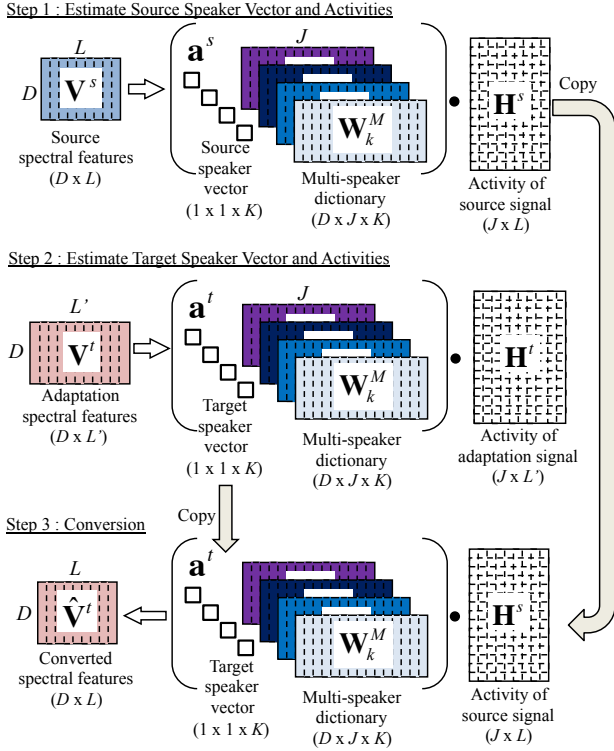 Step 1 : Estimate Source Speaker Vector and Activities
L
D
V^s
Source
spectral features
(D x L)
a^s
Source
speaker
vector
(1 x 1 x K)
J
W_k^M
Multi-speaker
dictionary
(D x J x K)
•
H^s
Activity of
source signal
(J x L)
Copy
Step 2 : Estimate Target Speaker Vector and Activities
L'
D
V^t
Adaptation
spectral features
(D x L')
a^t
Target
speaker
vector
(1 x 1 x K)
J
W_k^M
Multi-speaker
dictionary
(D x J x K)
•
H^t
Activity of
adaptation signal
(J x L')
Copy
Step 3 : Conversion
L
D
V̂^t
Converted
spectral features
(D x L)
a^t
Target
speaker
vector
(1 x 1 x K)
W_k^M
Multi-speaker
dictionary
(D x J x K)
•
H^s
Activity of
source signal
(J x L)